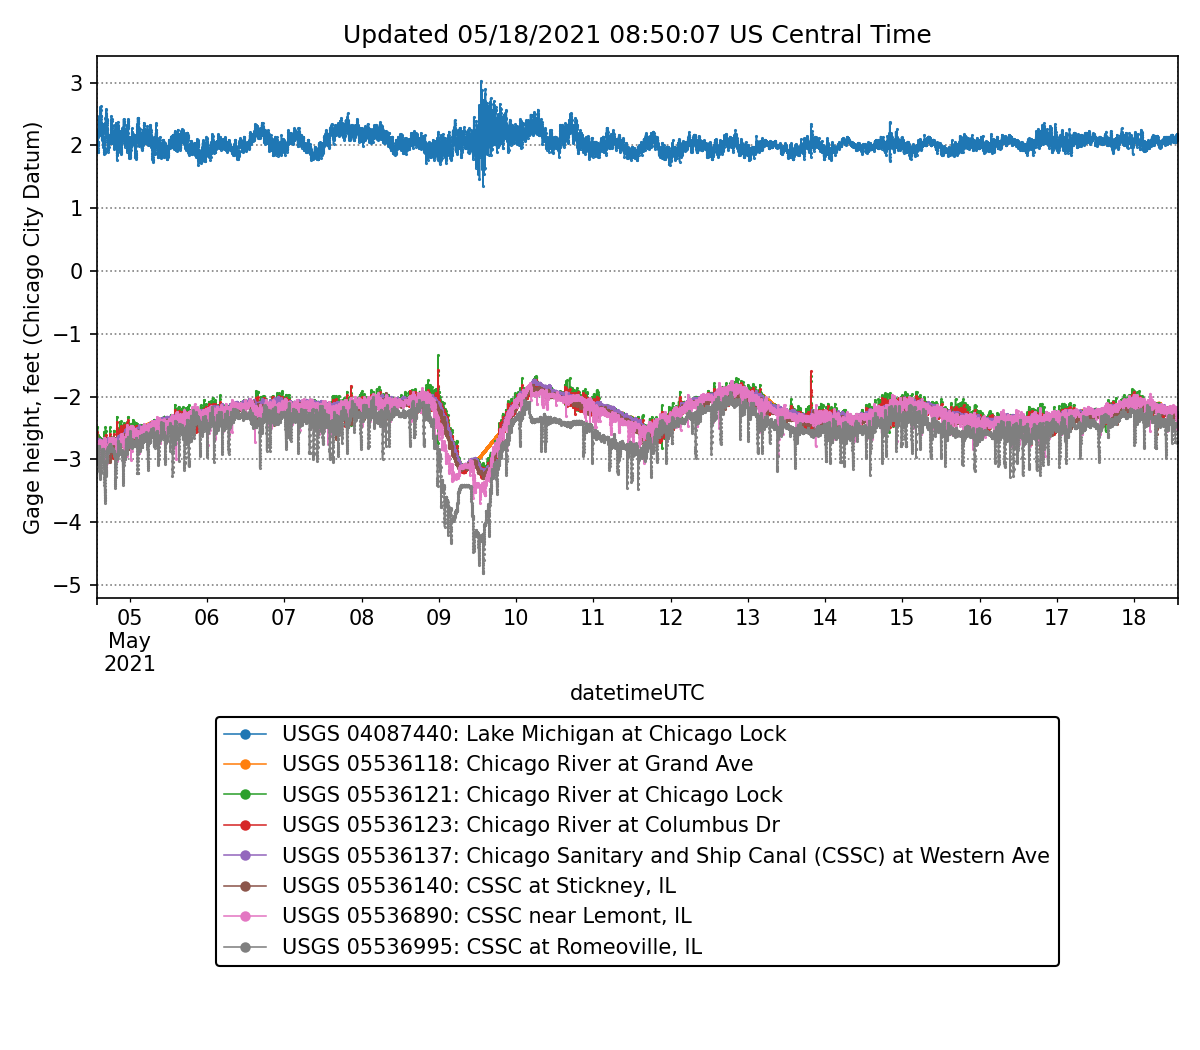 Updated 05/18/2021 08:50:07 US Central Time
Gage height, feet (Chicago City Datum)
3
2
1
0
−1
−2
−3
−4
−5
05 06 07 08 09 10 11 12 13 14 15 16 17 18
May
2021
datetimeUTC
USGS 04087440: Lake Michigan at Chicago Lock
USGS 05536118: Chicago River at Grand Ave
USGS 05536121: Chicago River at Chicago Lock
USGS 05536123: Chicago River at Columbus Dr
USGS 05536137: Chicago Sanitary and Ship Canal (CSSC) at Western Ave
USGS 05536140: CSSC at Stickney, IL
USGS 05536890: CSSC near Lemont, IL
USGS 05536995: CSSC at Romeoville, IL